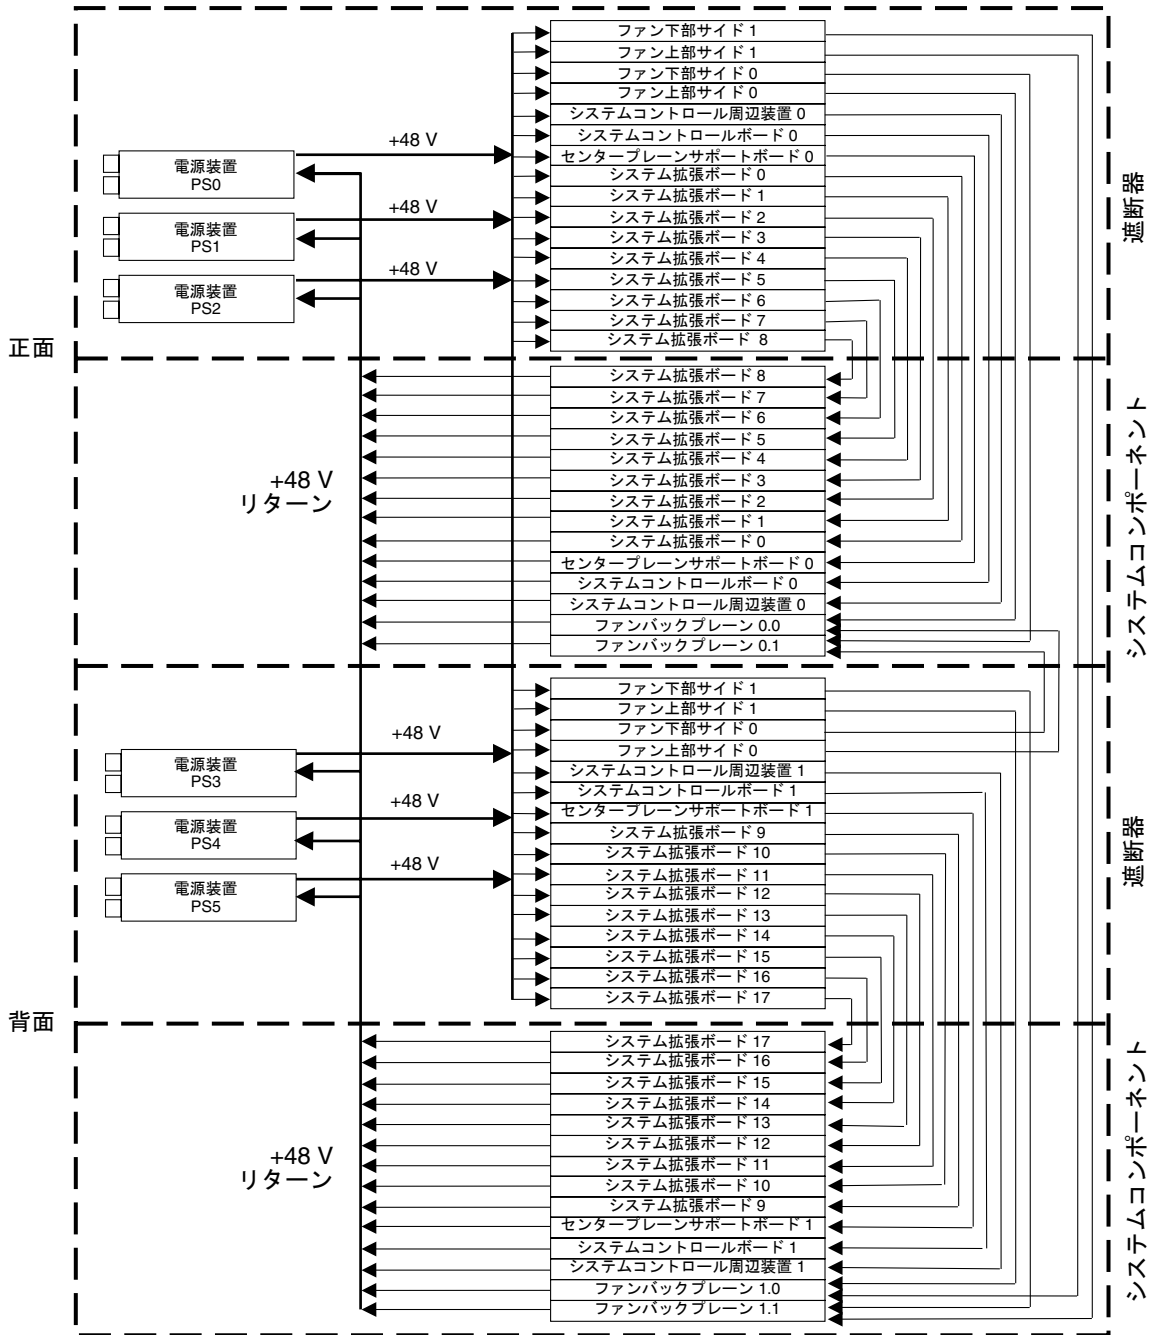 ファン下部サイド 1
ファン上部サイド 1
ファン下部サイド 0
ファン上部サイド 0
システムコントロール周辺装置 0
システムコントロールボード 0
センタープレーンサポートボード 0
システム拡張ボード 0
システム拡張ボード 1
システム拡張ボード 2
システム拡張ボード 3
システム拡張ボード 4
システム拡張ボード 5
システム拡張ボード 6
システム拡張ボード 7
システム拡張ボード 8
+48 V
電源装置
PS0
+48 V
電源装置
PS1
+48 V
電源装置
PS2
遮断器
正面
システム拡張ボード 8
システム拡張ボード 7
システム拡張ボード 6
システム拡張ボード 5
システム拡張ボード 4
システム拡張ボード 3
システム拡張ボード 2
システム拡張ボード 1
システム拡張ボード 0
センタープレーンサポートボード 0
システムコントロールボード 0
システムコントロール周辺装置 0
ファンバックプレーン 0.0
ファンバックプレーン 0.1
+48 V
リターン
システムコンポーネント
ファン下部サイド 1
ファン上部サイド 1
ファン下部サイド 0
ファン上部サイド 0
システムコントロール周辺装置 1
システムコントロールボード 1
センタープレーンサポートボード 1
システム拡張ボード 9
システム拡張ボード 10
システム拡張ボード 11
システム拡張ボード 12
システム拡張ボード 13
システム拡張ボード 14
システム拡張ボード 15
システム拡張ボード 16
システム拡張ボード 17
+48 V
電源装置
PS3
+48 V
電源装置
PS4
+48 V
電源装置
PS5
遮断器
背面
システム拡張ボード 17
システム拡張ボード 16
システム拡張ボード 15
システム拡張ボード 14
システム拡張ボード 13
システム拡張ボード 12
システム拡張ボード 11
システム拡張ボード 10
システム拡張ボード 9
センタープレーンサポートボード 1
システムコントロールボード 1
システムコントロール周辺装置 1
ファンバックプレーン 1.0
ファンバックプレーン 1.1
+48 V
リターン
システムコンポーネント